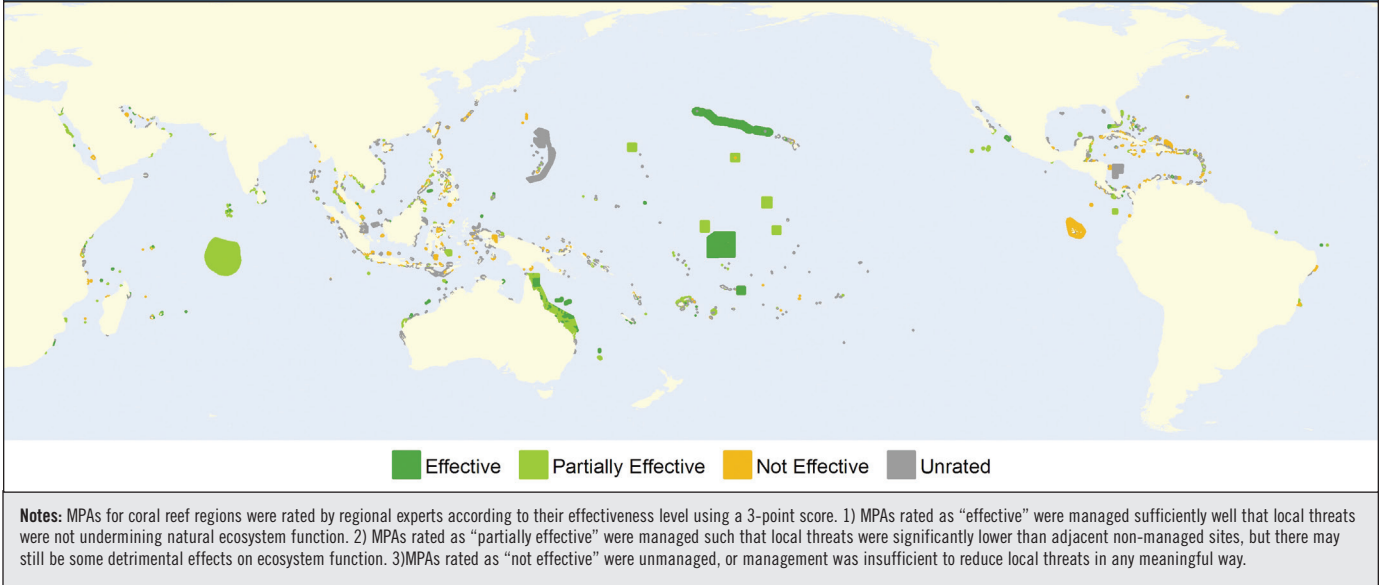 Effective Partially Effective Not Effective Unrated
Notes: MPAs for coral reef regions were rated by regional experts according to their effectiveness level using a 3-point score. 1) MPAs rated as “effective” were managed sufficiently well that local threats
were not undermining natural ecosystem function. 2) MPAs rated as “partially effective” were managed such that local threats were significantly lower than adjacent non-managed sites, but there may
still be some detrimental effects on ecosystem function. 3)MPAs rated as “not effective” were unmanaged, or management was insufficient to reduce local threats in any meaningful way.